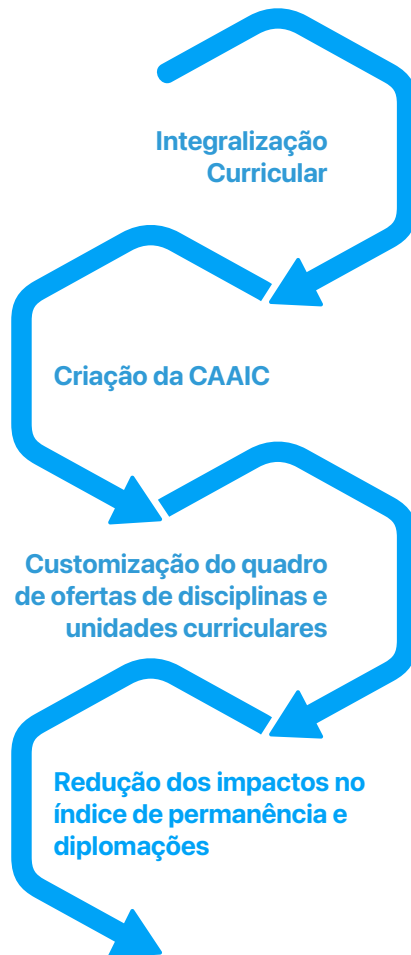 Integralização
Curricular
Criação da CAAIC
Customização do quadro
de ofertas de disciplinas e
unidades curriculares
Redução dos impactos no
índice de permanência e
diplomações